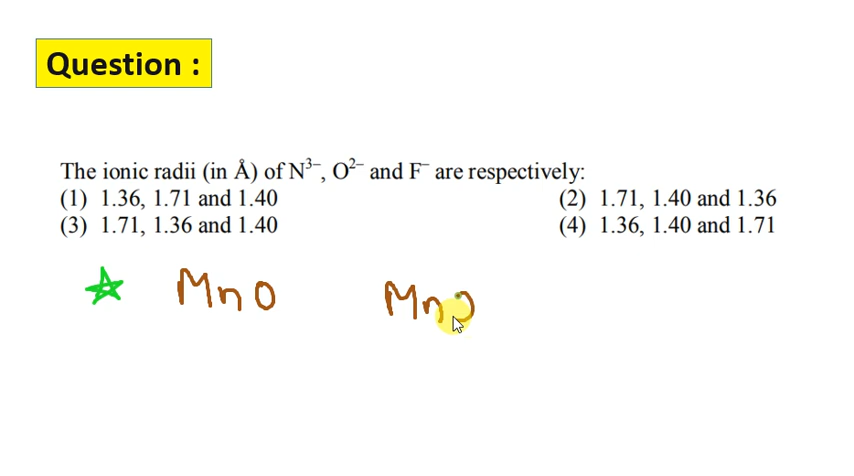 Question :
The ionic radii (in Å) of N³⁻, O²⁻ and F⁻ are respectively:
(1) 1.36, 1.71 and 1.40 (2) 1.71, 1.40 and 1.36
(3) 1.71, 1.36 and 1.40 (4) 1.36, 1.40 and 1.71
MnO MnO